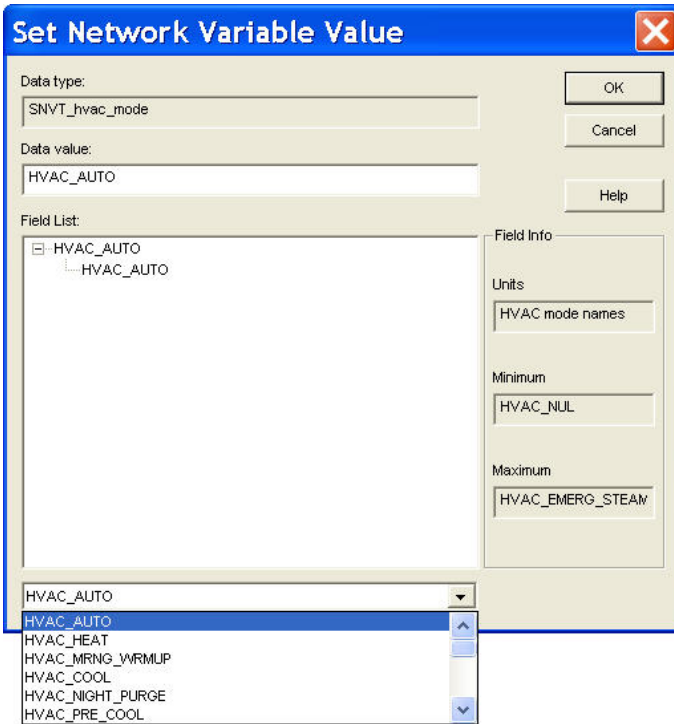 Set Network Variable Value
Data type:
SNVT_hvac_mode
OK
Cancel
Data value:
HVAC_AUTO
Help
Field List:
HVAC_AUTO
HVAC_AUTO
Field Info
Units
HVAC mode names
Minimum
HVAC_NUL
Maximum
HVAC_EMERG_STEAM
HVAC_AUTO
HVAC_AUTO
HVAC_HEAT
HVAC_MRNG_WRMUP
HVAC_COOL
HVAC_NIGHT_PURGE
HVAC_PRE_COOL